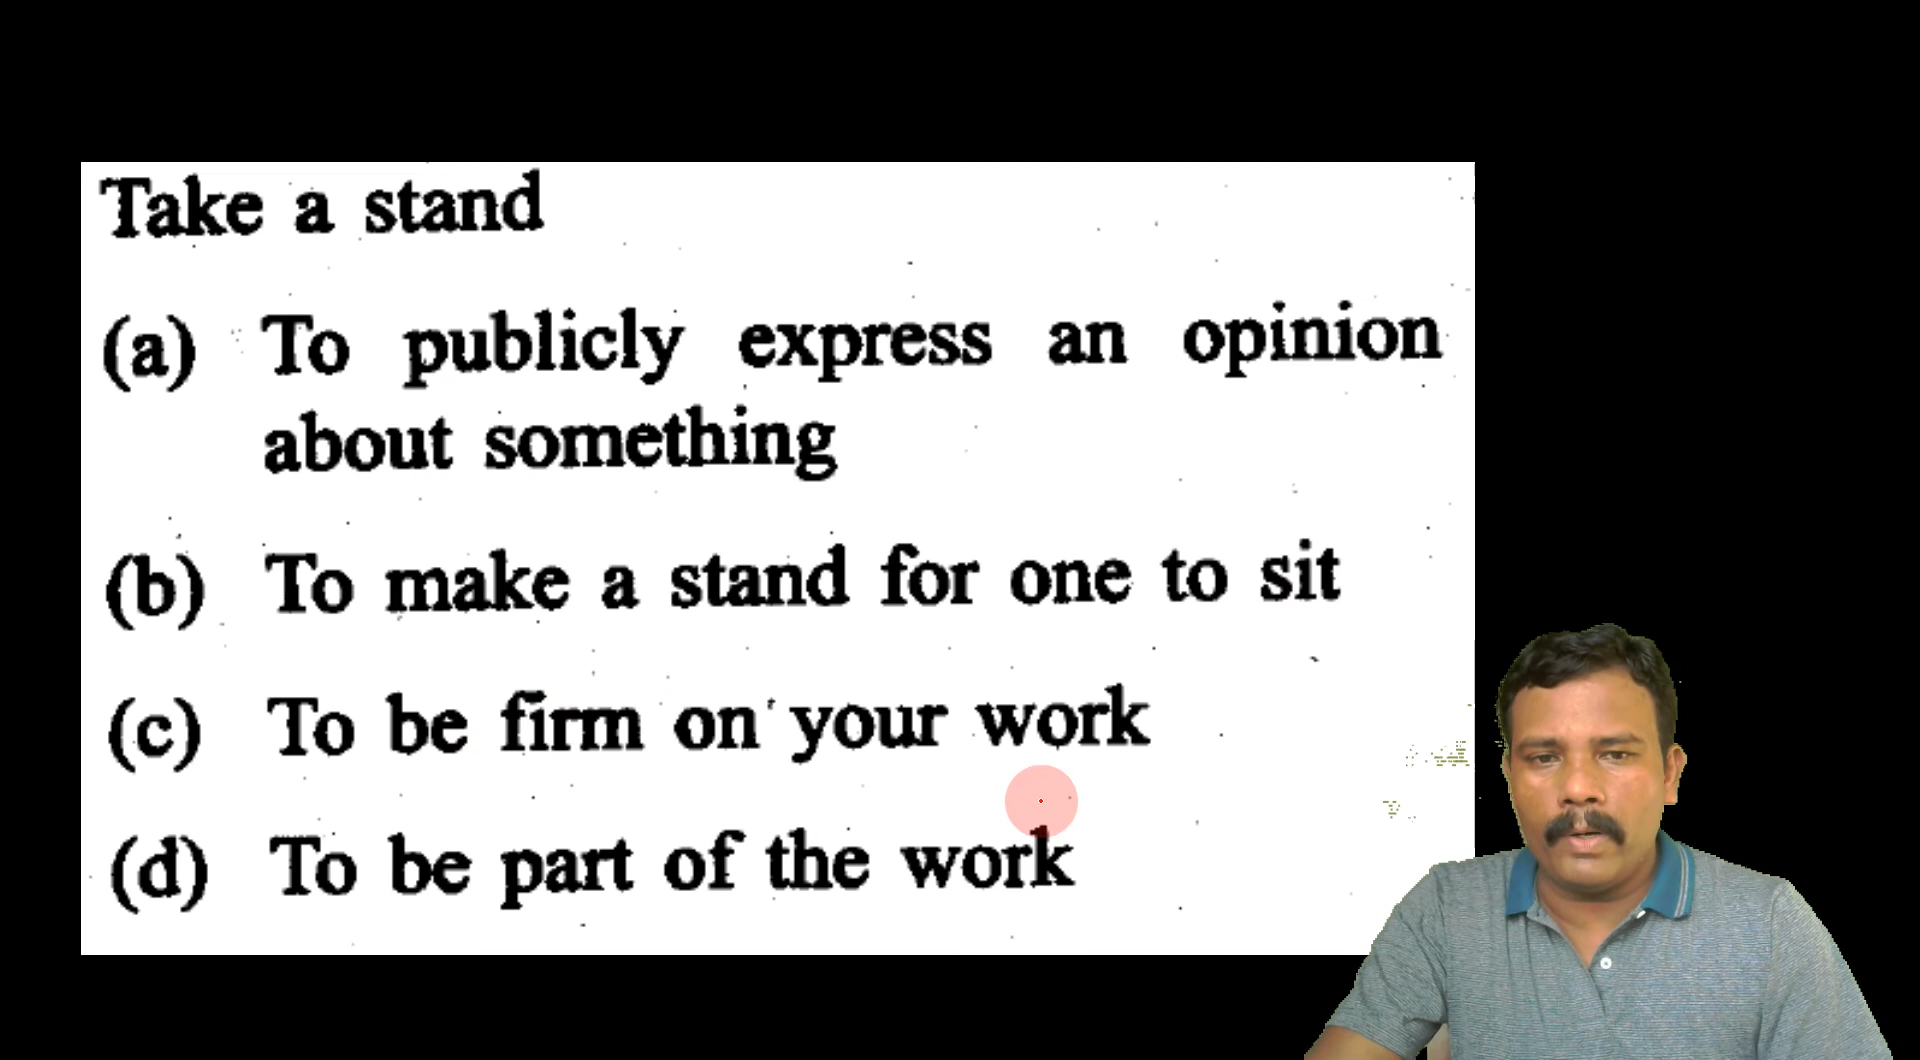 Take a stand
(a) To publicly express an opinion
about something
(b) To make a stand for one to sit
(c) To be firm on your work
(d) To be part of the work